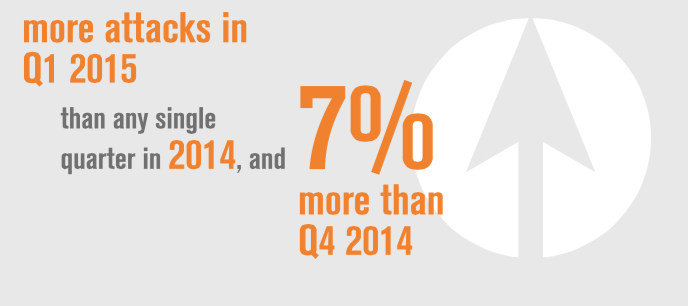 more attacks in
Q1 2015
than any single
quarter in 2014, and
7%
more than
Q4 2014